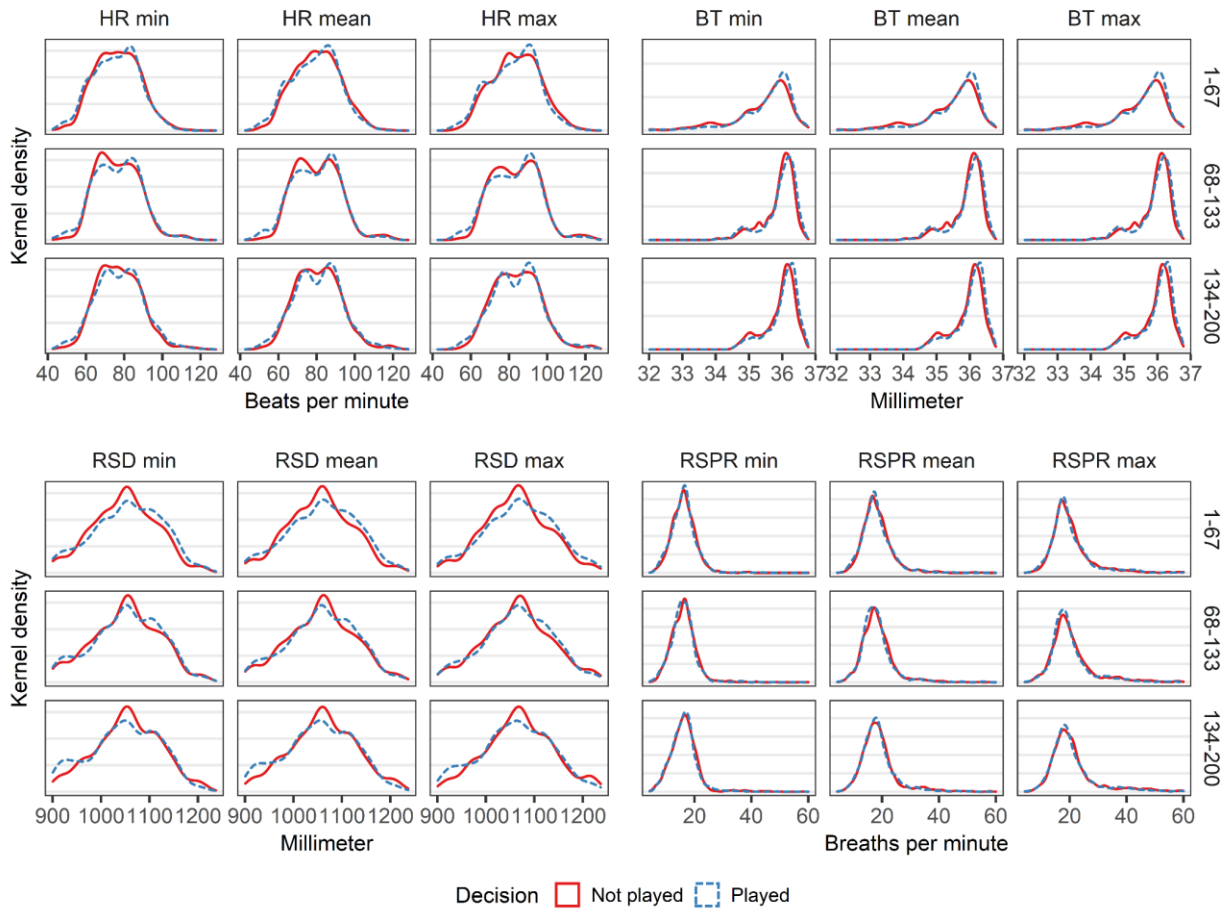 HR min HR mean HR max BT min BT mean BT max
Kernel density
1-67
68-133
134-200
40 60 80 100 120 40 60 80 100 120 40 60 80 100 120 32 33 34 35 36 37 32 33 34 35 36 37 32 33 34 35 36 37
Beats per minute Millimeter
RSD min RSD mean RSD max RSPR min RSPR mean RSPR max
Kernel density
1-67
68-133
134-200
900 1000 1100 1200 900 1000 1100 1200 900 1000 1100 1200 20 40 60 20 40 60 20 40 60
Millimeter Breaths per minute
Decision Not played Played